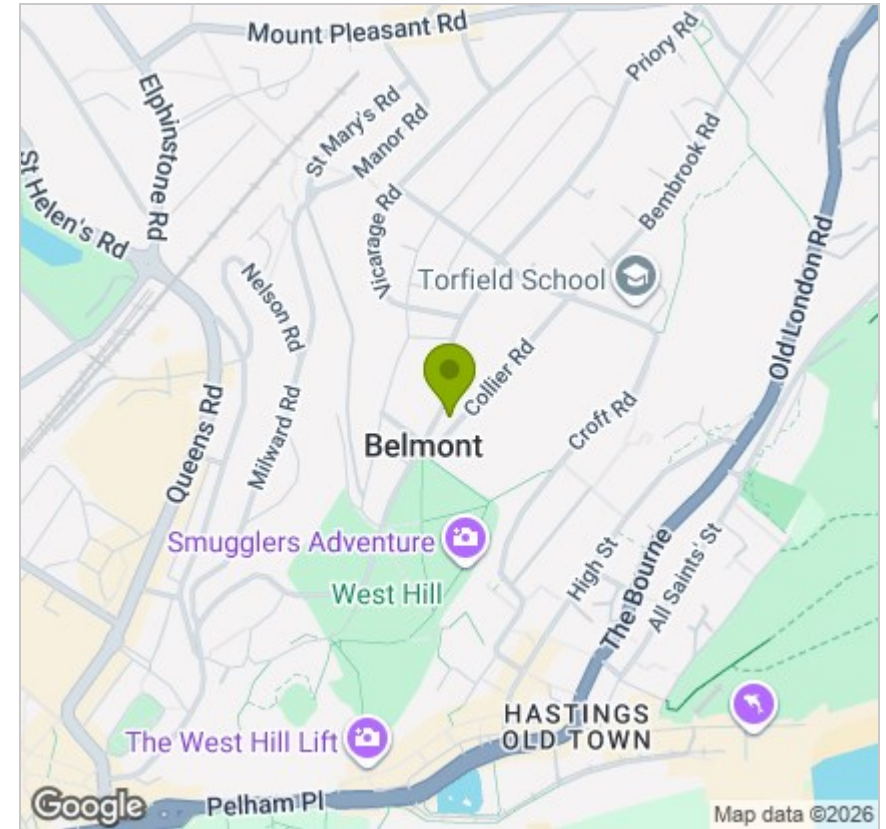 Mount Pleasant Rd
Priory Rd
Elphinstone Rd
St Mary's Rd
Manor Rd
Bembrook Rd
St Helen's Rd
Vicarage Rd
Torfield School
Nelson Rd
Old London Rd
Collier Rd
Milward Rd
Croft Rd
Belmont
Queens Rd
Smugglers Adventure
High St
The Bourne
All Saints' St
West Hill
HASTINGS
OLD TOWN
The West Hill Lift
Pelham Pl
Google
Map data ©2026